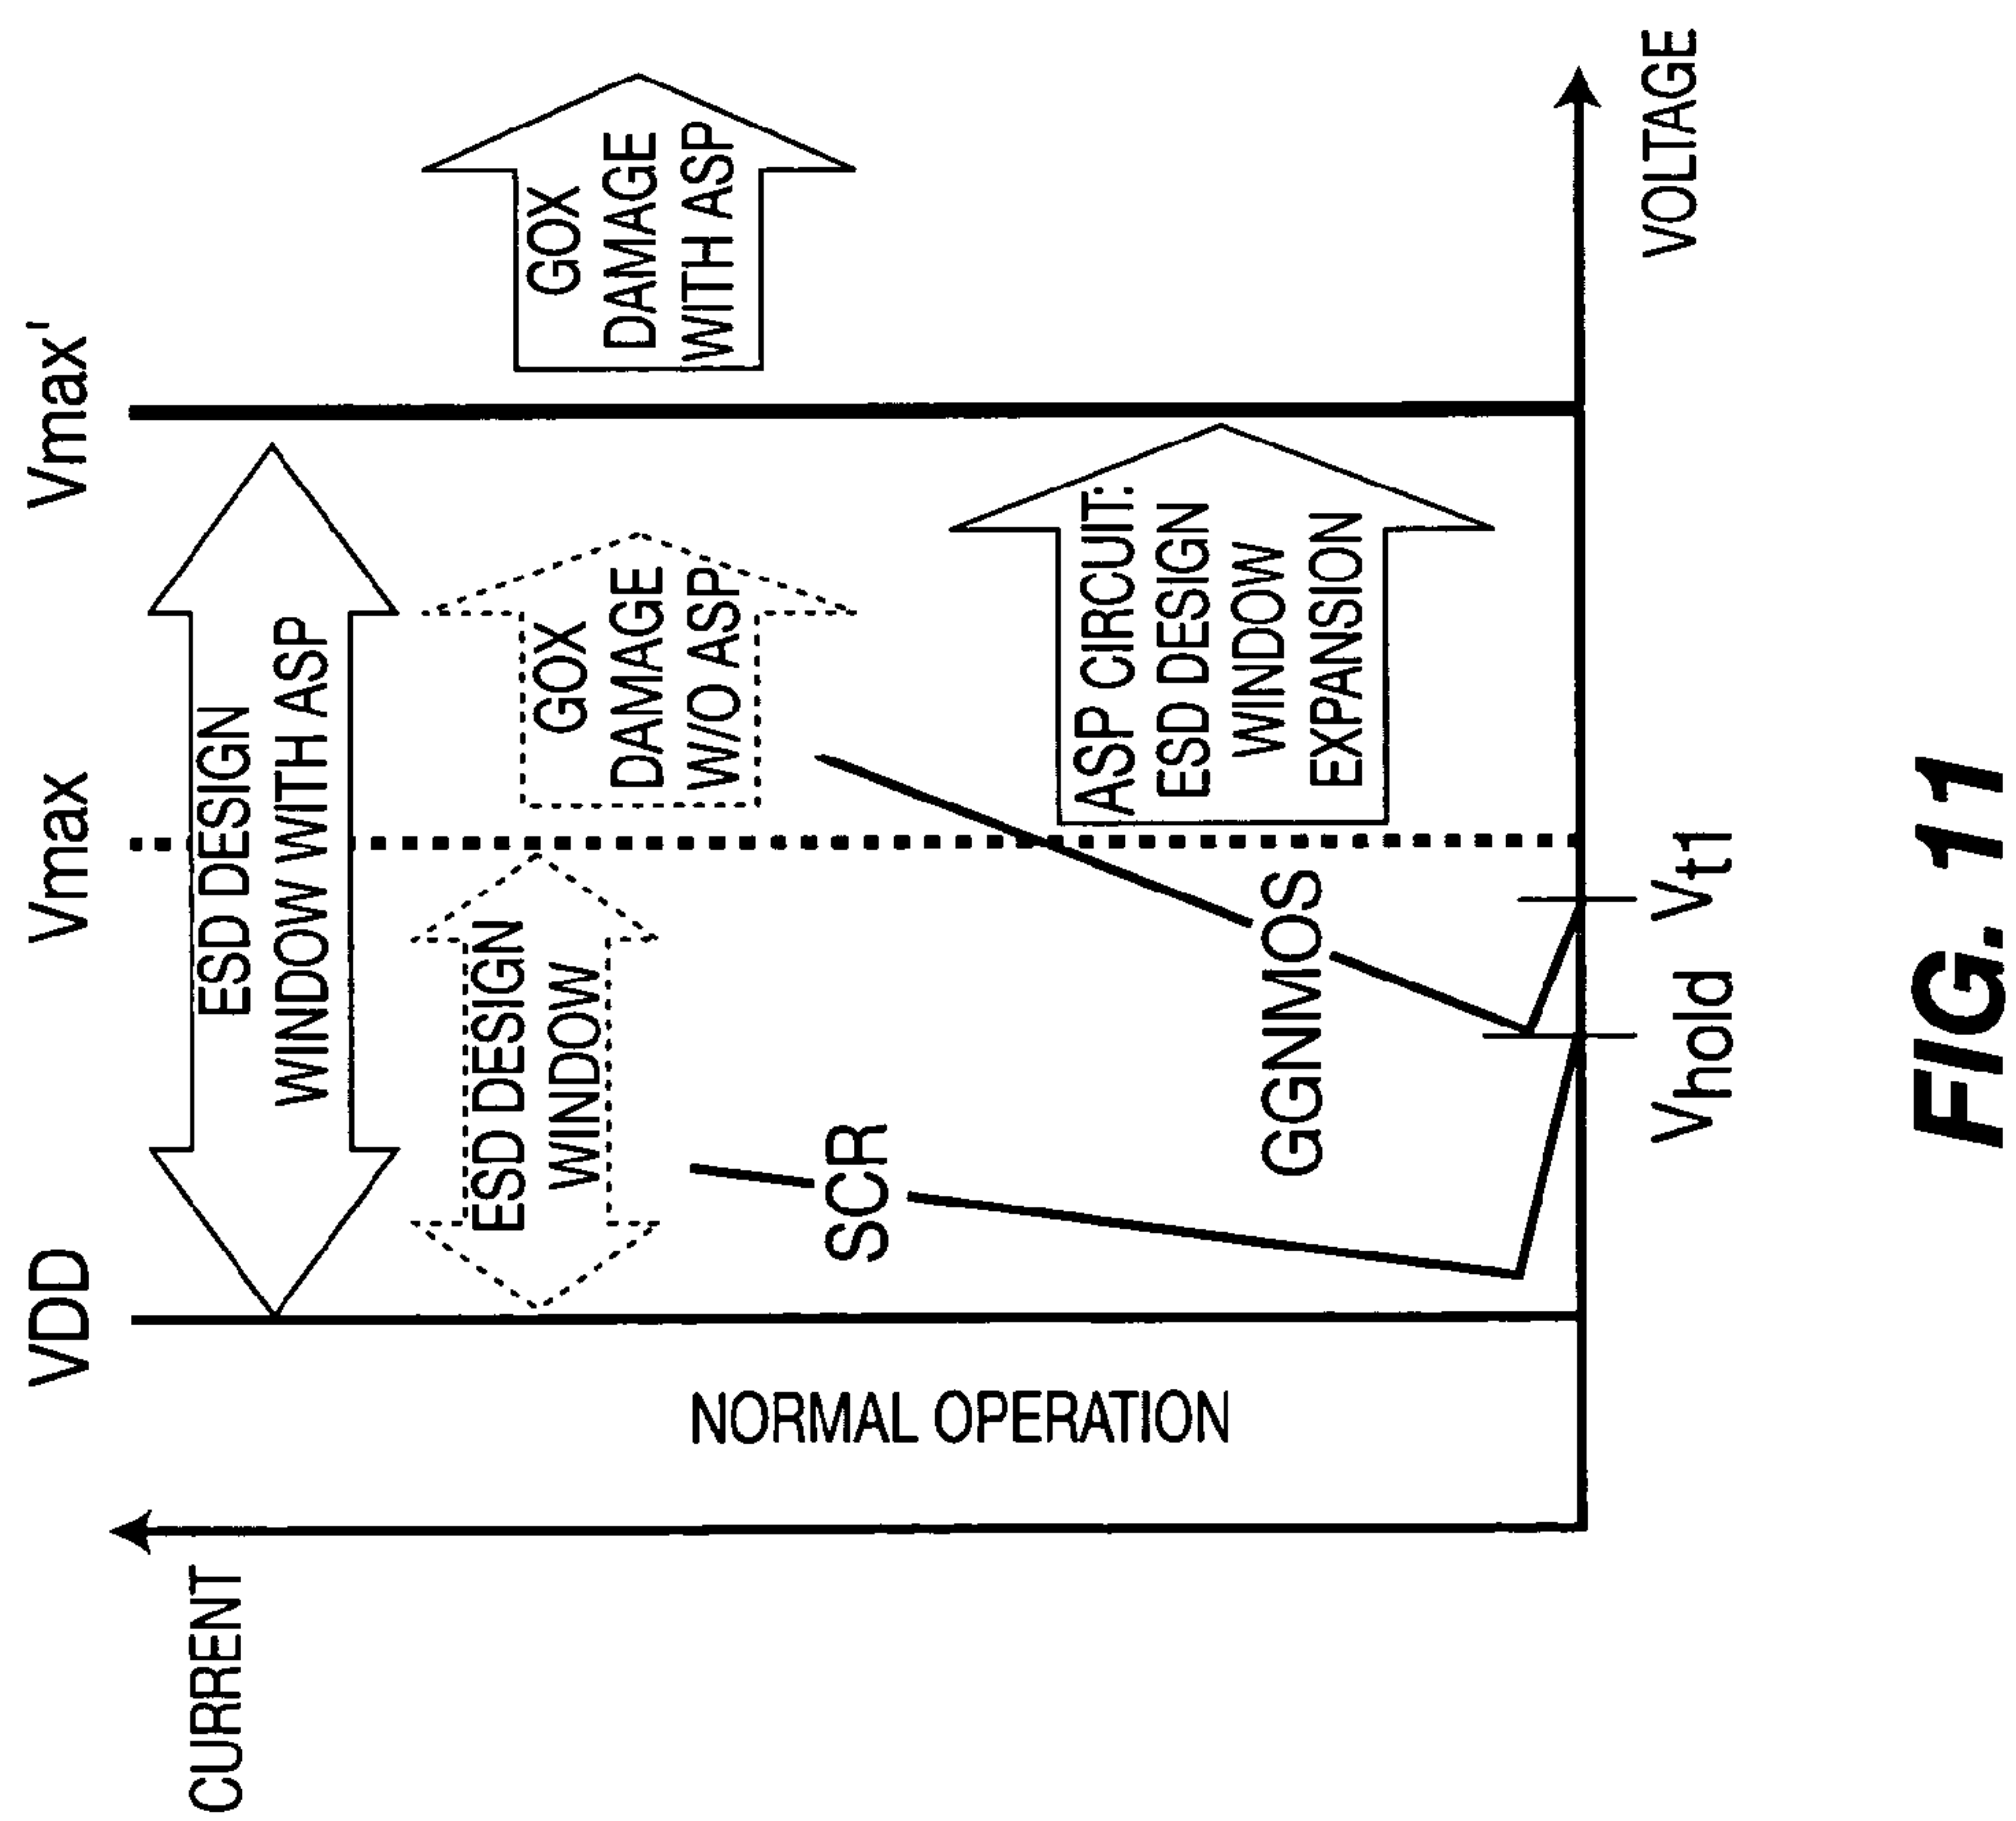 CURRENT
VDD
Vmax
Vmax'
ESD DESIGN
WINDOW WITH ASP
ESD DESIGN
WINDOW
GOX
DAMAGE
W/O ASP
GOX
DAMAGE
WITH ASP
NORMAL OPERATION
SCR
GGNMOS
ASP CIRCUIT:
ESD DESIGN
WINDOW
EXPANSION
Vhold
Vt1
VOLTAGE
FIG. 11